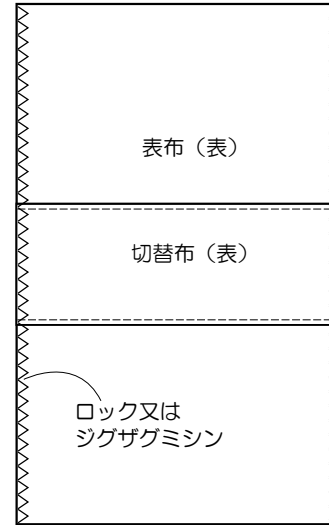 表布（表）
切替布（表）
ロック又は
ジグザグミシン